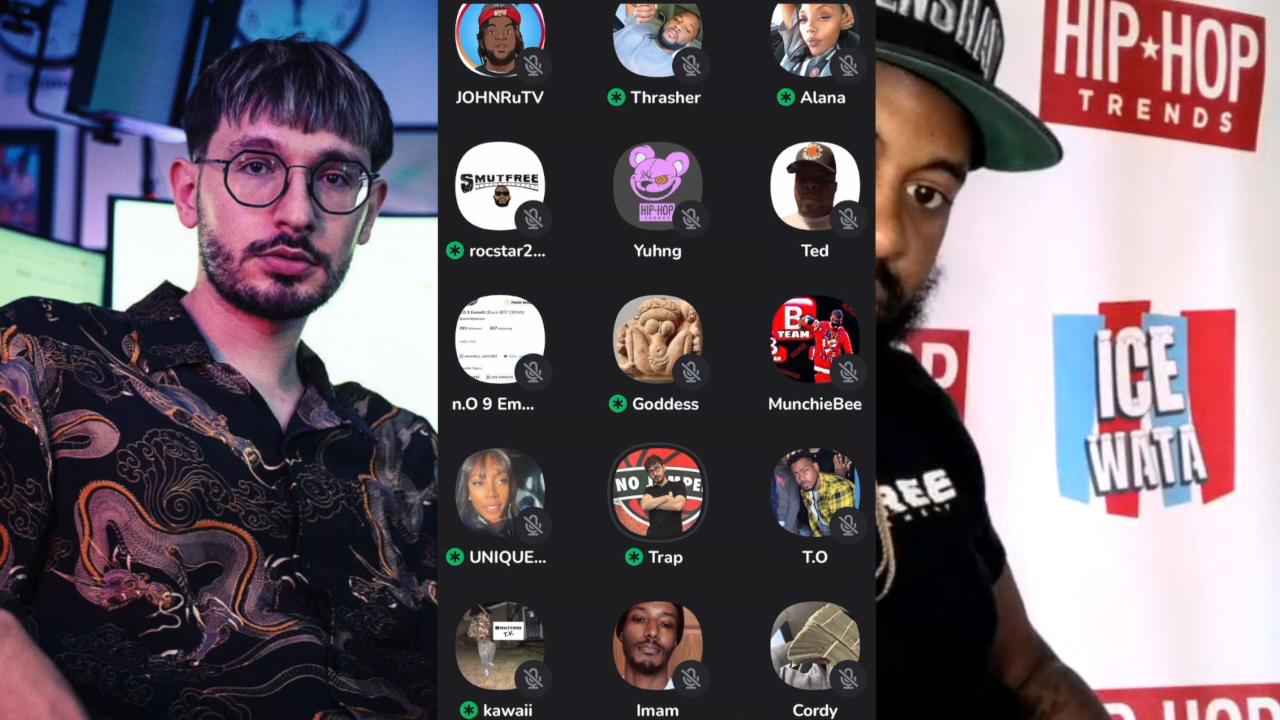 JOHNRuTV
Thrasher
Alana
SMUTFREE
rocstar2...
HIP-HOP
Yuhng
Ted
n.O 9 Em...
Goddess
B
TEAM
MunchieBee
UNIQUE...
NO JUMPE
Trap
T.O
SMUTFREE
T.V.
kawaii
Imam
Cordy
HIP★HOP
TRENDS
ICE
WATA
REE